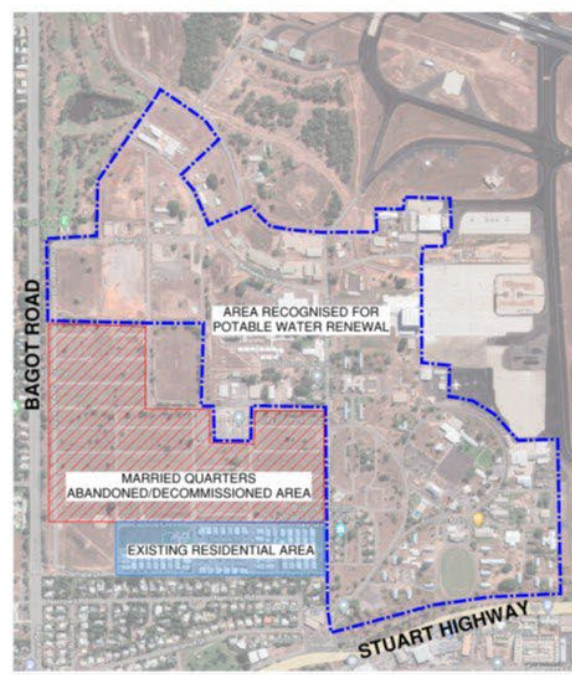 AREA RECOGNISED FOR
POTABLE WATER RENEWAL
BAGOT ROAD
MARRIED QUARTERS
ABANDONED/DECOMMISSIONED AREA
EXISTING RESIDENTIAL AREA
STUART HIGHWAY